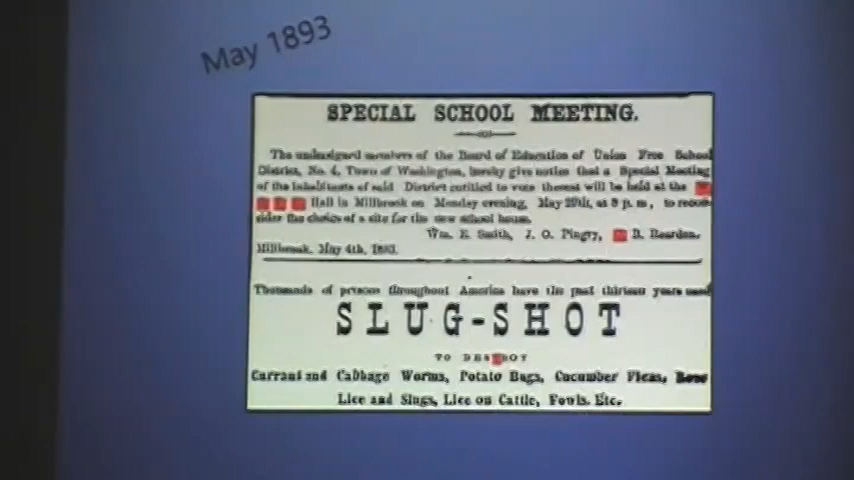 May 1893
SPECIAL SCHOOL MEETING.
The undersigned members of the Board of Education of Union Free School
District, No. 4, Town of Washington, hereby give notice that a Special Meeting
of the inhabitants of said District entitled to vote thereat will be held at the
Hall in Millbrook on Monday evening, May 29th, at 8 p. m., to recon-
sider the choice of a site for the new school house.
Wm. E. Smith, J. O. Pingry, B. Reardon.
Millbrook, May 4th, 1893.
Thousands of persons throughout America have the past thirteen years used
SLUG-SHOT
TO DES OY
Currant and Cabbage Worms, Potato Bugs, Cucumber Fleas, Rose
Lice and Slugs, Lice on Cattle, Fowls, Etc.